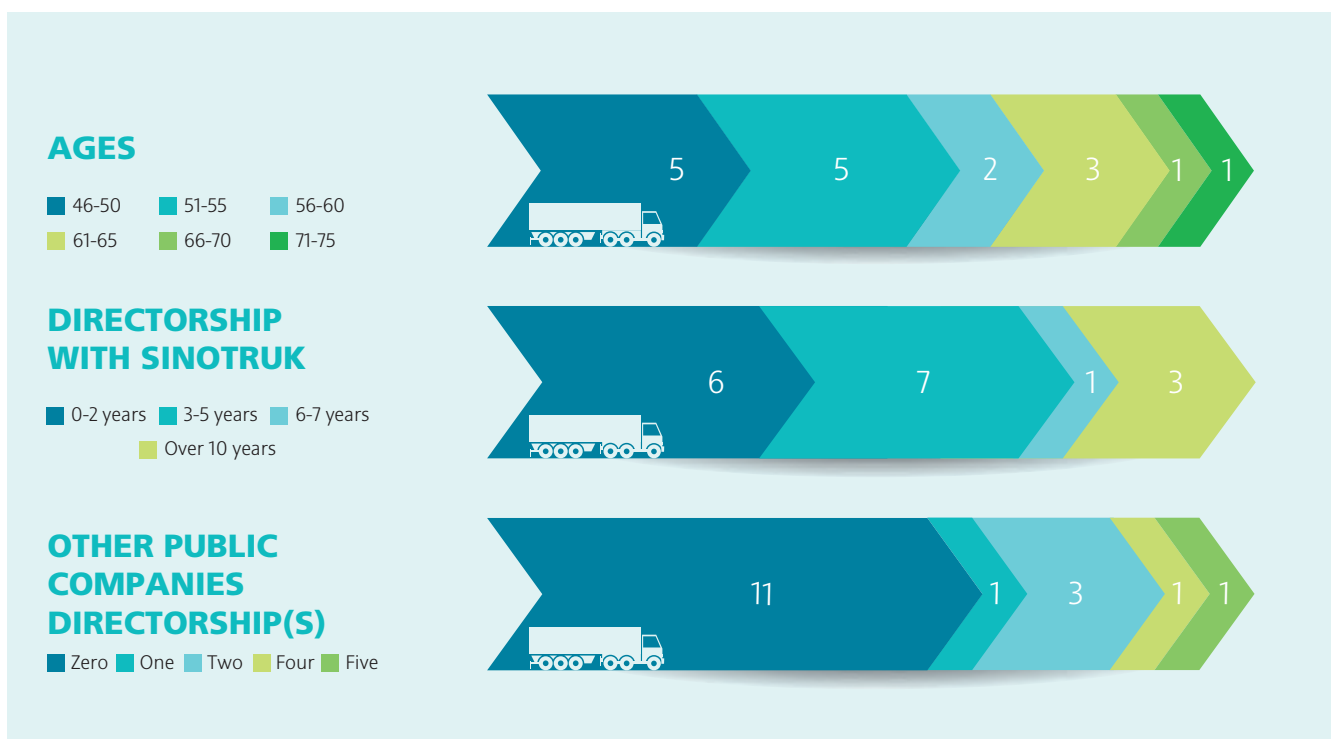 AGES
46-50 51-55 56-60
61-65 66-70 71-75
5 5 2 3 1 1
DIRECTORSHIP
WITH SINOTRUK
0-2 years 3-5 years 6-7 years
Over 10 years
6 7 1 3
OTHER PUBLIC
COMPANIES
DIRECTORSHIP(S)
Zero One Two Four Five
11 1 3 1 1